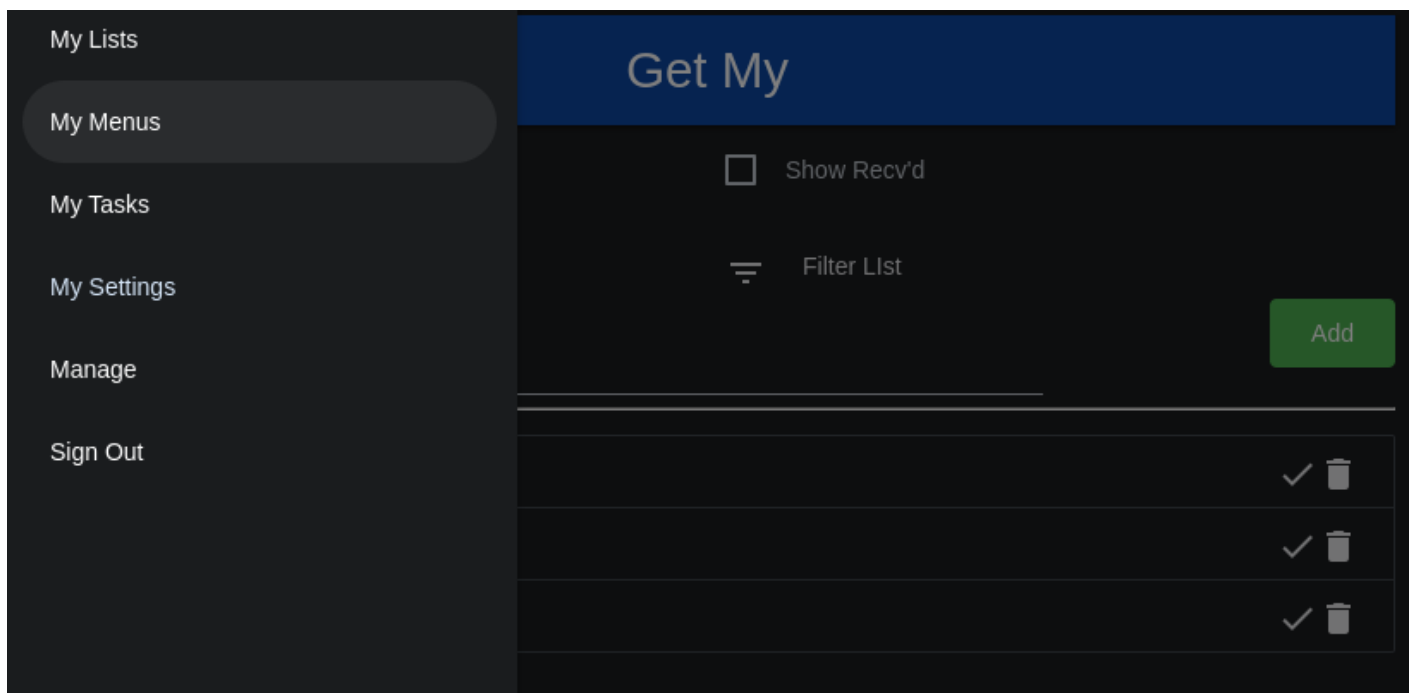 My Lists
My Menus
My Tasks
My Settings
Manage
Sign Out
Get My
Show Recv'd
Filter LIst
Add